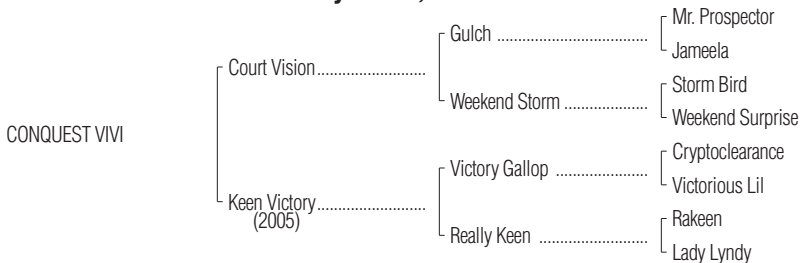 Mr. Prospector
Gulch ........................................
Jameela
Court Vision.............................
Storm Bird
Weekend Storm ......................
Weekend Surprise
CONQUEST VIVI
Cryptoclearance
Victory Gallop ........................
Victorious Lil
Keen Victory.............................
(2005)
Rakeen
Really Keen .............................
Lady Lyndy